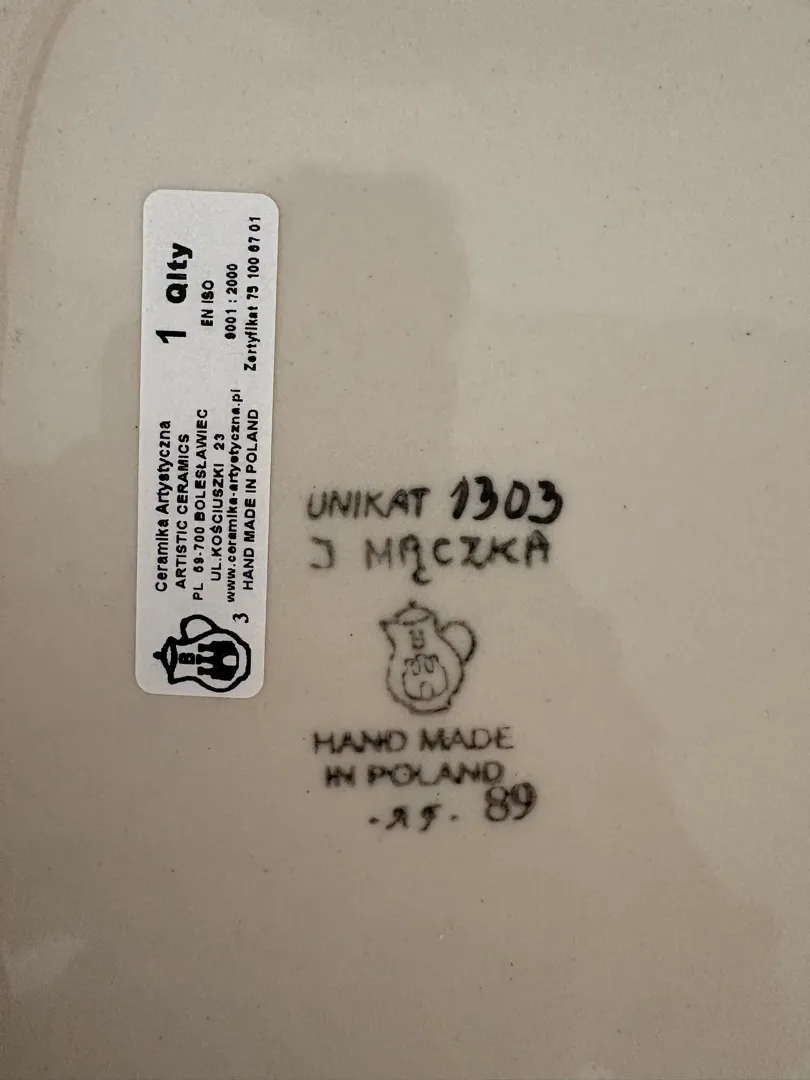 Ceramika Artystyczna
ARTISTIC CERAMICS
PL 59-700 BOLESŁAWIEC
UL.KOŚCIUSZKI 23
www.ceramika-artystyczna.pl
HAND MADE IN POLAND
1 Qlty
EN ISO
9001 : 2000
Zertyfikat 75 100 67 01
B
3
UNIKAT 1303
J MĄCZKA
HAND MADE
IN POLAND
89